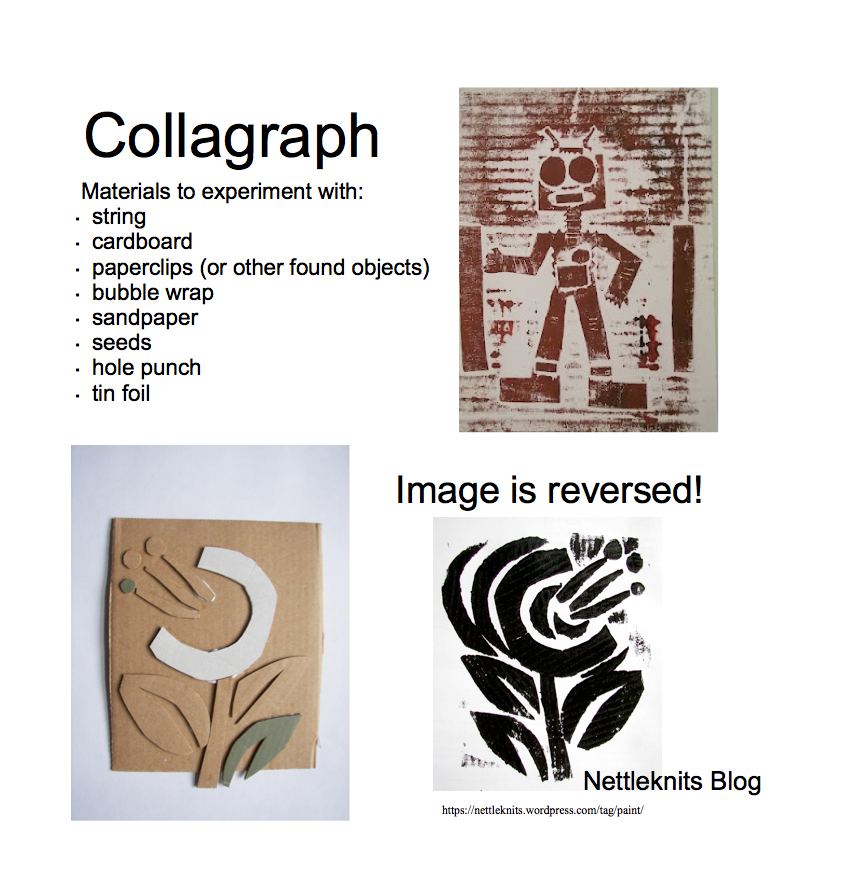 Collagraph
Materials to experiment with:
· string
· cardboard
· paperclips (or other found objects)
· bubble wrap
· sandpaper
· seeds
· hole punch
· tin foil
Image is reversed!
Nettleknits Blog
https://nettleknits.wordpress.com/tag/paint/